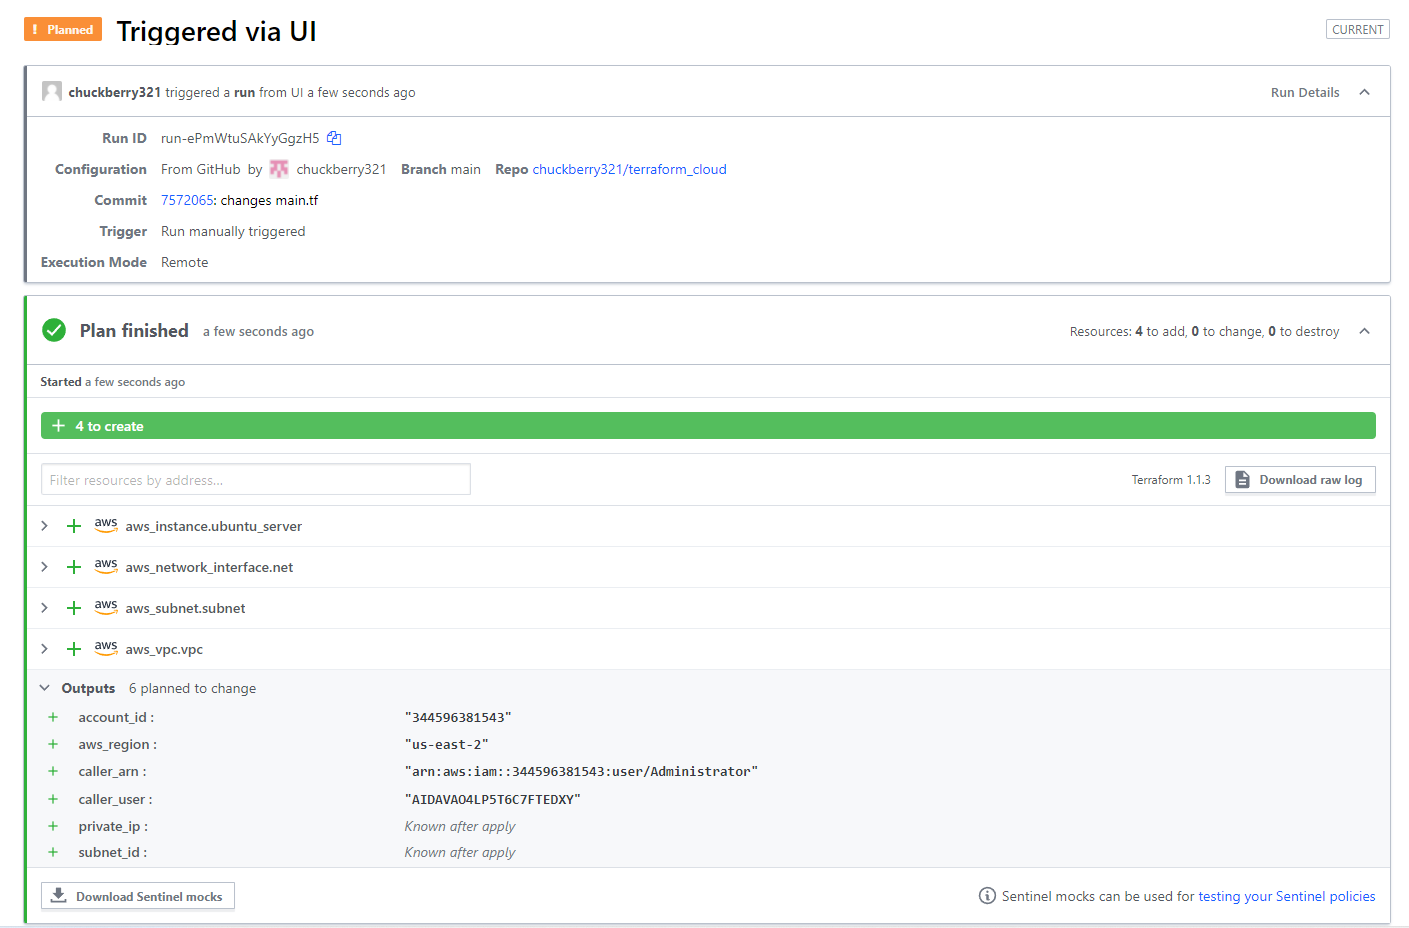 ! Planned Triggered via UI CURRENT
chuckberry321 triggered a run from UI a few seconds ago Run Details
Run ID run-ePmWtuSAkYyGgzH5
Configuration From GitHub by chuckberry321 Branch main Repo chuckberry321/terraform_cloud
Commit 7572065: changes main.tf
Trigger Run manually triggered
Execution Mode Remote
Plan finished a few seconds ago Resources: 4 to add, 0 to change, 0 to destroy
Started a few seconds ago
+ 4 to create
Filter resources by address... Terraform 1.1.3 Download raw log
+ aws aws_instance.ubuntu_server
+ aws aws_network_interface.net
+ aws aws_subnet.subnet
+ aws aws_vpc.vpc
Outputs 6 planned to change
+ account_id : "344596381543"
+ aws_region : "us-east-2"
+ caller_arn : "arn:aws:iam::344596381543:user/Administrator"
+ caller_user : "AIDAVAO4LP5T6C7FTEDXY"
+ private_ip : Known after apply
+ subnet_id : Known after apply
Download Sentinel mocks Sentinel mocks can be used for testing your Sentinel policies